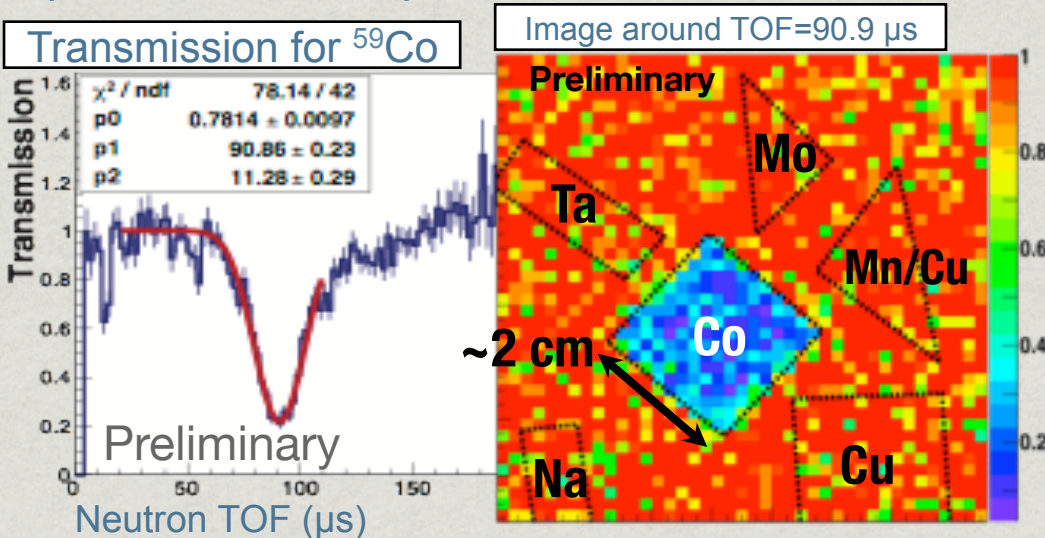 Transmission for ⁵⁹Co
Image around TOF=90.9 μs
Transmission
1.6
1.4
1.2
1
0.8
0.6
0.4
0.2
0
χ² / ndf 78.14 / 42
p0 0.7814 ± 0.0097
p1 90.86 ± 0.23
p2 11.28 ± 0.29
Preliminary
0 50 100 150
Neutron TOF (μs)
Preliminary
Mo
Ta
Mn/Cu
Co
~2 cm
Na
Cu
1
0.8
0.6
0.4
0.2